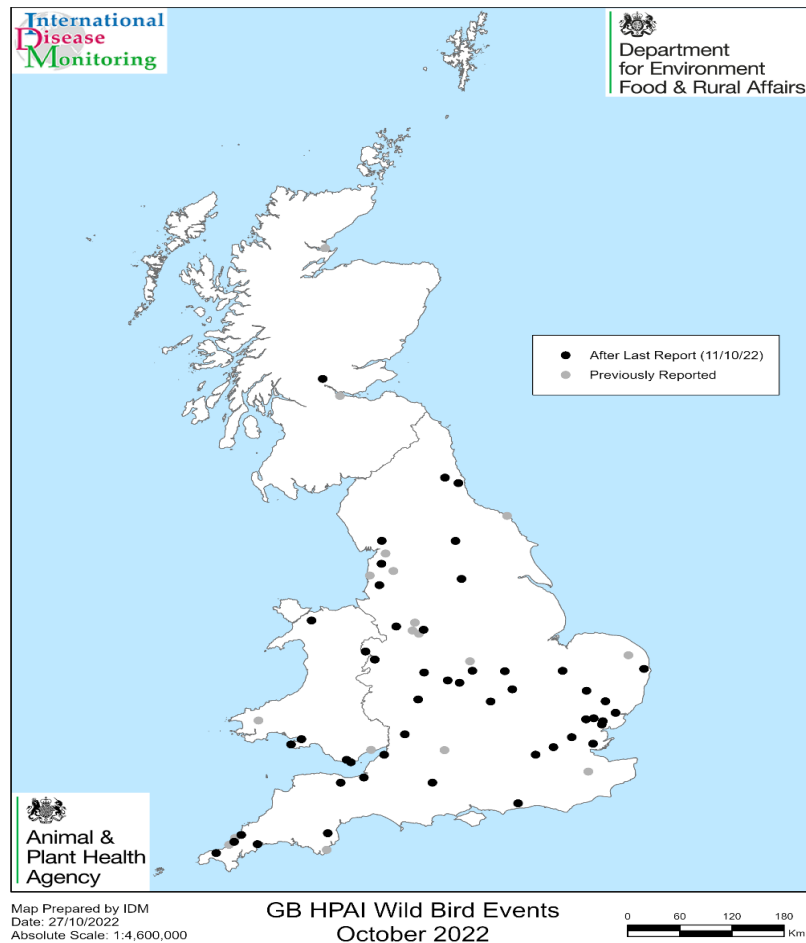 International
Disease
Monitoring
Department
for Environment
Food & Rural Affairs
After Last Report (11/10/22)
Previously Reported
Animal &
Plant Health
Agency
Map Prepared by IDM
Date: 27/10/2022
Absolute Scale: 1:4,600,000
GB HPAI Wild Bird Events
October 2022
0 60 120 180
Km